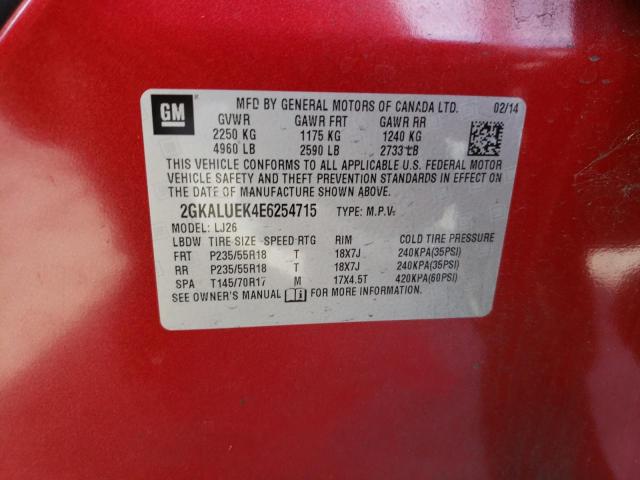 GM
MFD BY GENERAL MOTORS OF CANADA LTD. 02/14
GVWR GAWR FRT GAWR RR
2250 KG 1175 KG 1240 KG
4960 LB 2590 LB 2733 LB
THIS VEHICLE CONFORMS TO ALL APPLICABLE U.S. FEDERAL MOTOR
VEHICLE SAFETY, BUMPER, AND THEFT PREVENTION STANDARDS IN EFFECT
ON THE DATE OF MANUFACTURE SHOWN ABOVE.
2GKALUEK4E6254715 TYPE: M.P.V.
MODEL: LJ26
LBDW TIRE SIZE SPEED RTG RIM COLD TIRE PRESSURE
FRT P235/55R18 T 18X7J 240KPA(35PSI)
RR P235/55R18 T 18X7J 240KPA(35PSI)
SPA T145/70R17 M 17X4.5T 420KPA(60PSI)
SEE OWNER'S MANUAL FOR MORE INFORMATION.